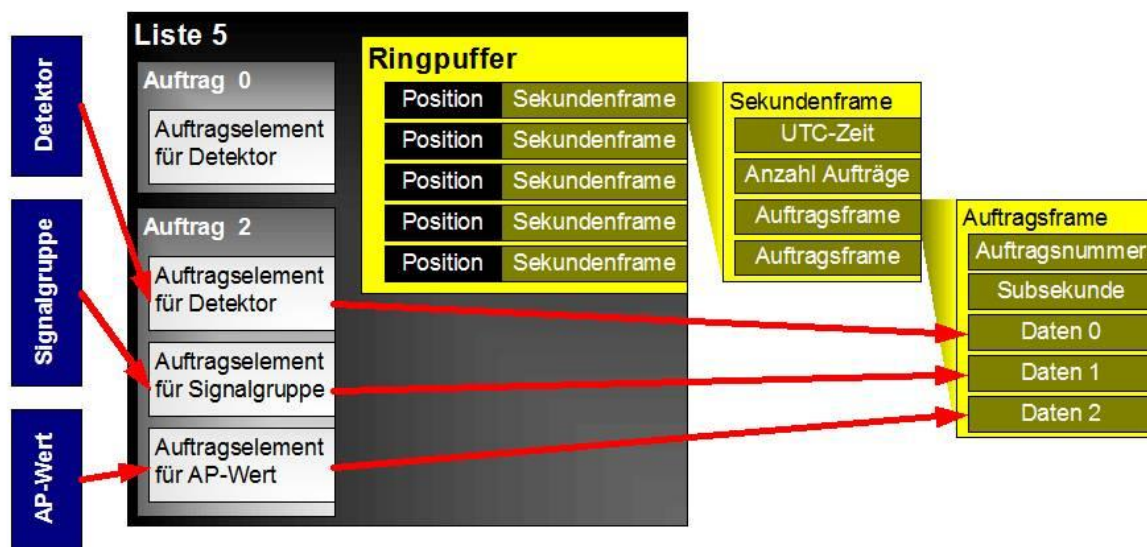 Detektor
Signalgruppe
AP-Wert
Liste 5
Auftrag 0
Auftragselement
für Detektor
Auftrag 2
Auftragselement
für Detektor
Auftragselement
für Signalgruppe
Auftragselement
für AP-Wert
Ringpuffer
Position Sekundenframe
Position Sekundenframe
Position Sekundenframe
Position Sekundenframe
Position Sekundenframe
Sekundenframe
UTC-Zeit
Anzahl Aufträge
Auftragsframe
Auftragsframe
Auftragsframe
Auftragsnummer
Subsekunde
Daten 0
Daten 1
Daten 2